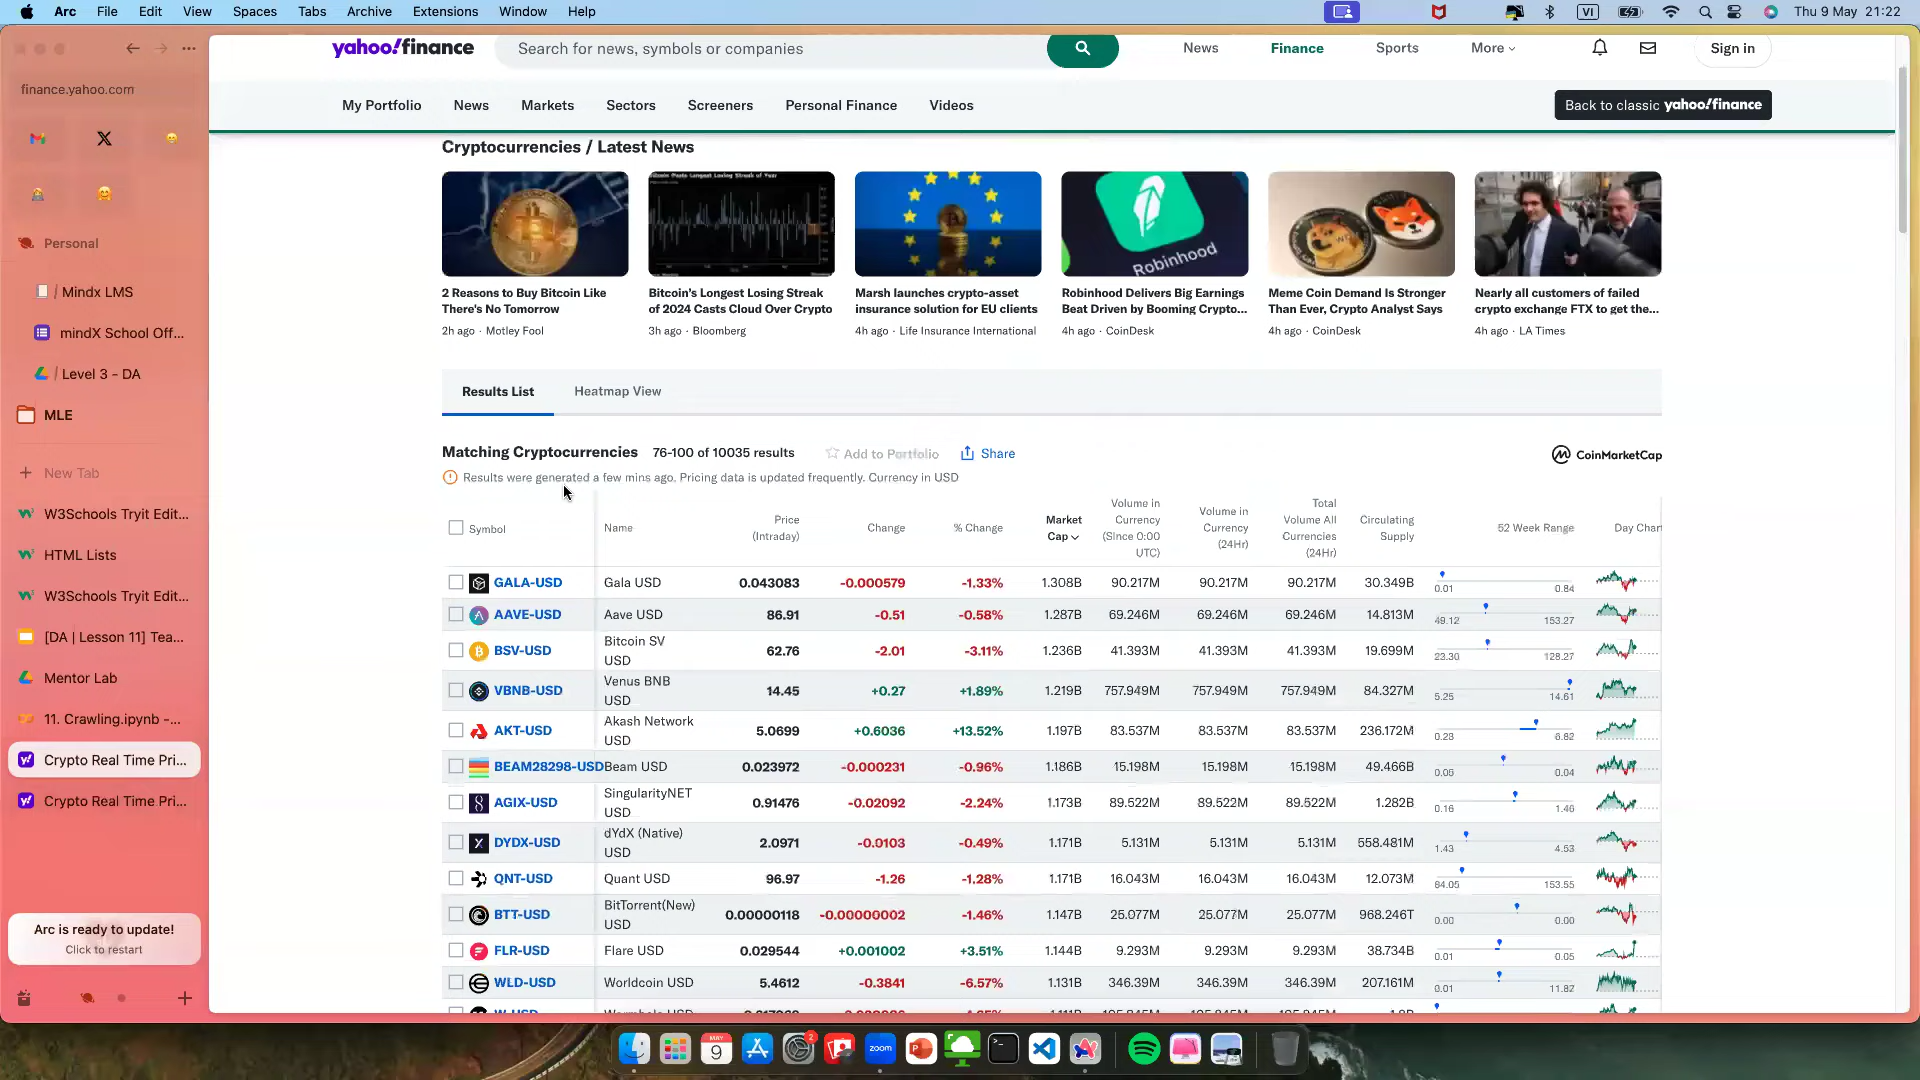 Arc File Edit View Spaces Tabs Archive Extensions Window Help VI Thu 9 May 21:22
finance.yahoo.com
Personal
/ Mindx LMS
mindX School Off...
/ Level 3 - DA
MLE
New Tab
W3Schools Tryit Edit...
HTML Lists
W3Schools Tryit Edit...
[DA | Lesson 11] Tea...
Mentor Lab
11. Crawling.ipynb -...
Crypto Real Time Pri...
Crypto Real Time Pri...
Arc is ready to update!
Click to restart
yahoo!finance Search for news, symbols or companies News Finance Sports More Sign in
My Portfolio News Markets Sectors Screeners Personal Finance Videos Back to classic yahoo!finance
Cryptocurrencies / Latest News
Bitcoin Posts Longest Losing Streak of Year
Robinhood
2 Reasons to Buy Bitcoin Like
There's No Tomorrow
2h ago · Motley Fool
Bitcoin's Longest Losing Streak
of 2024 Casts Cloud Over Crypto
3h ago · Bloomberg
Marsh launches crypto-asset
insurance solution for EU clients
4h ago · Life Insurance International
Robinhood Delivers Big Earnings
Beat Driven by Booming Crypto...
4h ago · CoinDesk
Meme Coin Demand Is Stronger
Than Ever, Crypto Analyst Says
4h ago · CoinDesk
Nearly all customers of failed
crypto exchange FTX to get the...
4h ago · LA Times
Results List Heatmap View
Matching Cryptocurrencies 76-100 of 10035 results Add to Portfolio Share CoinMarketCap
Results were generated a few mins ago. Pricing data is updated frequently. Currency in USD
Symbol Name Price (Intraday) Change % Change Market Cap Volume in Currency (Since 0:00 UTC) Volume in Currency (24Hr) Total Volume All Currencies (24Hr) Circulating Supply 52 Week Range Day Chart
GALA-USD Gala USD 0.043083 -0.000579 -1.33% 1.308B 90.217M 90.217M 90.217M 30.349B 0.01 0.84
AAVE-USD Aave USD 86.91 -0.51 -0.58% 1.287B 69.246M 69.246M 69.246M 14.813M 49.12 153.27
BSV-USD Bitcoin SV USD 62.76 -2.01 -3.11% 1.236B 41.393M 41.393M 41.393M 19.699M 23.30 128.27
VBNB-USD Venus BNB USD 14.45 +0.27 +1.89% 1.219B 757.949M 757.949M 757.949M 84.327M 5.25 14.61
AKT-USD Akash Network USD 5.0699 +0.6036 +13.52% 1.197B 83.537M 83.537M 83.537M 236.172M 0.23 6.82
BEAM28298-USD Beam USD 0.023972 -0.000231 -0.96% 1.186B 15.198M 15.198M 15.198M 49.466B 0.05 0.04
AGIX-USD SingularityNET USD 0.91476 -0.02092 -2.24% 1.173B 89.522M 89.522M 89.522M 1.282B 0.16 1.46
DYDX-USD dYdX (Native) USD 2.0971 -0.0103 -0.49% 1.171B 5.131M 5.131M 5.131M 558.481M 1.43 4.53
QNT-USD Quant USD 96.97 -1.26 -1.28% 1.171B 16.043M 16.043M 16.043M 12.073M 84.05 153.55
BTT-USD BitTorrent(New) USD 0.00000118 -0.00000002 -1.46% 1.147B 25.077M 25.077M 25.077M 968.246T 0.00 0.00
FLR-USD Flare USD 0.029544 +0.001002 +3.51% 1.144B 9.293M 9.293M 9.293M 38.734B 0.01 0.05
WLD-USD Worldcoin USD 5.4612 -0.3841 -6.57% 1.131B 346.39M 346.39M 346.39M 207.161M 0.01 11.82
MAY
9
2
zoom